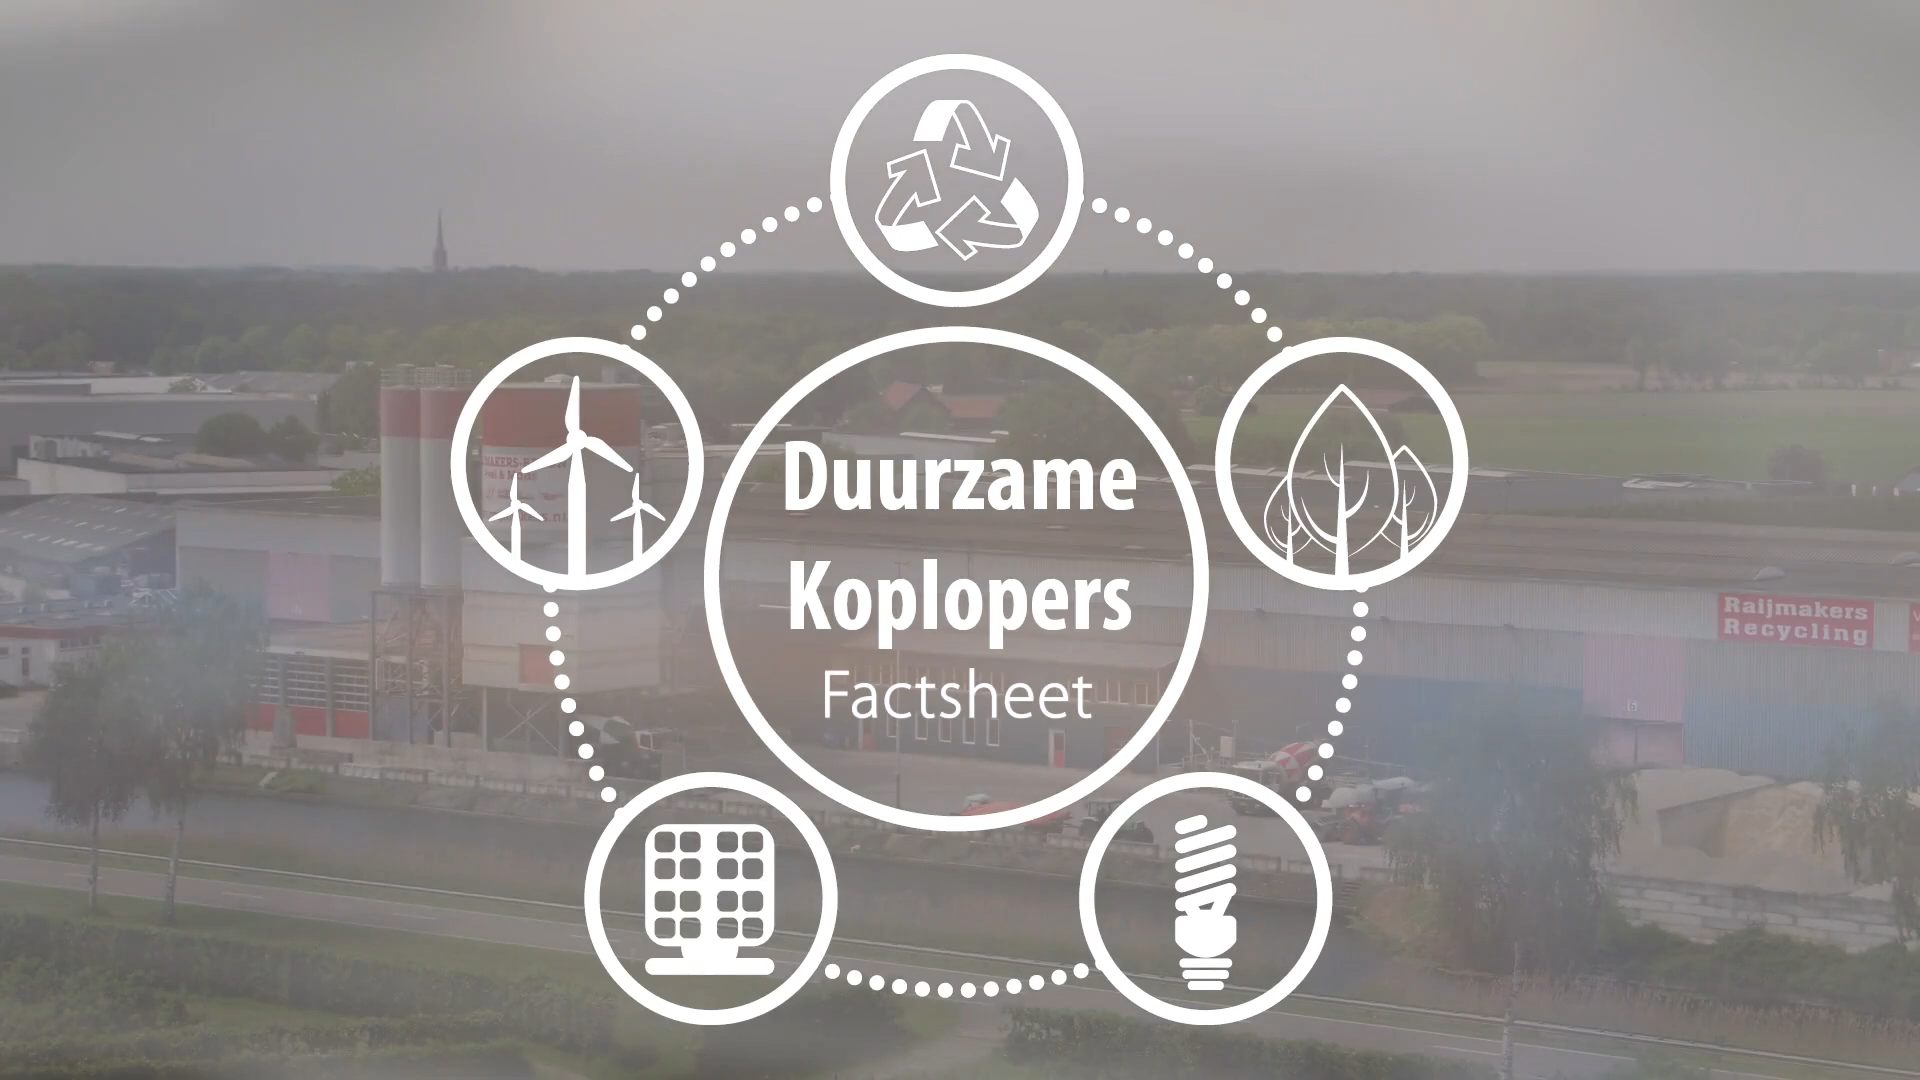 Duurzame
Koplopers
Factsheet
Raijmakers
Recycling